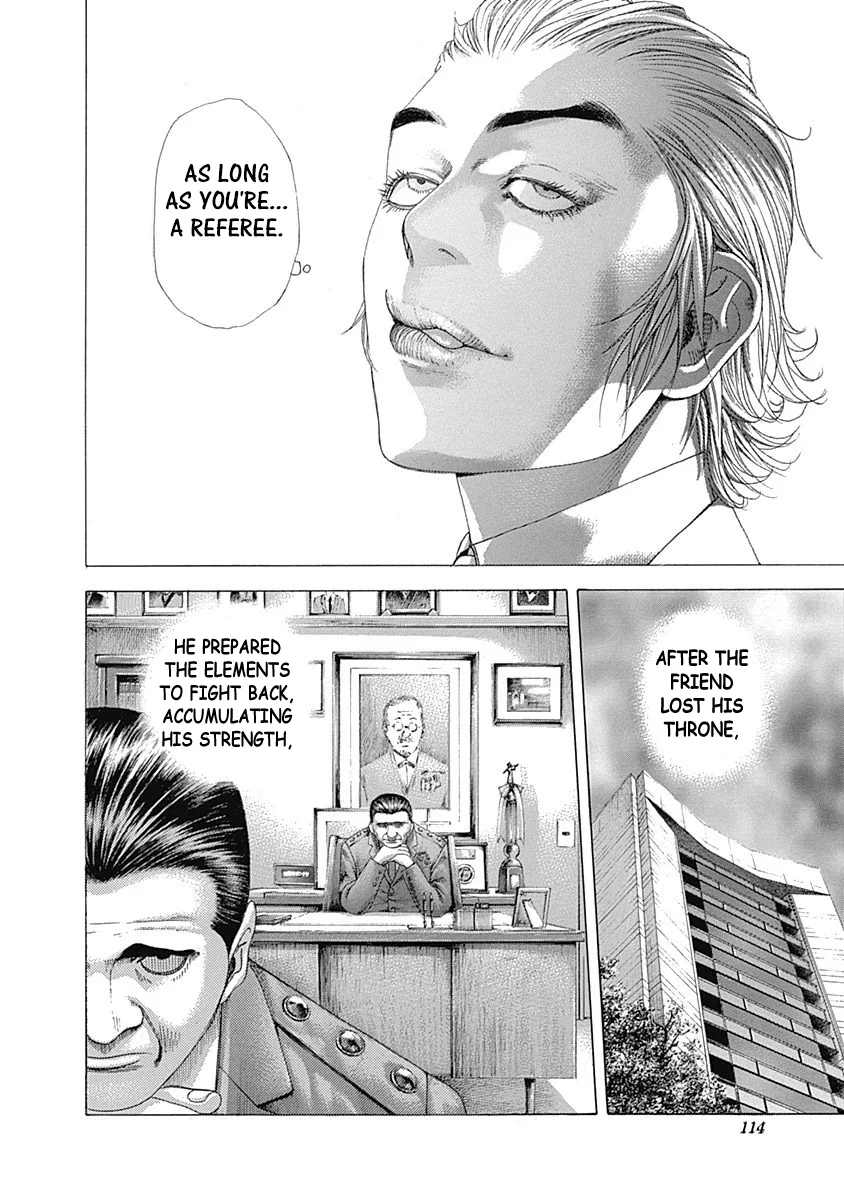 AS LONG
AS YOU'RE...
A REFEREE.
AFTER THE
FRIEND
LOST HIS
THRONE,
HE PREPARED
THE ELEMENTS
TO FIGHT BACK,
ACCUMULATING
HIS STRENGTH,
114